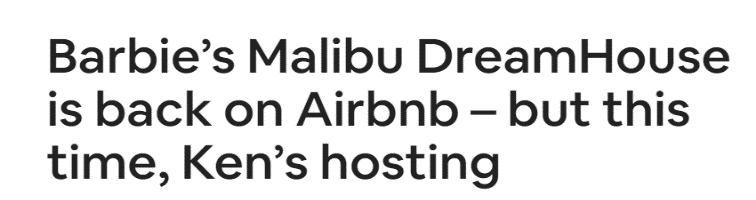 Barbie’s Malibu DreamHouse
is back on Airbnb – but this
time, Ken’s hosting